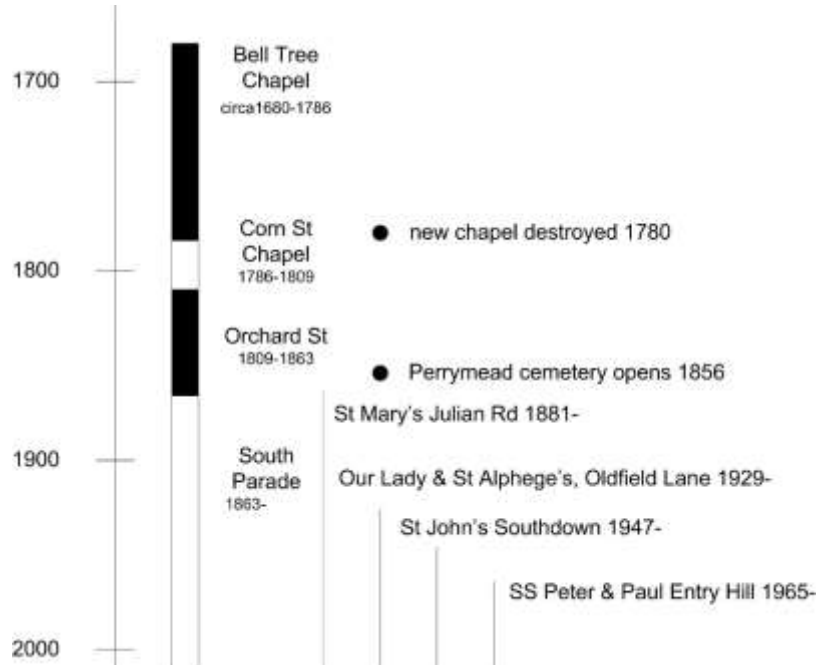 Bell Tree
Chapel
circa1680-1786
1700
Corn St
Chapel
1786-1809
new chapel destroyed 1780
1800
Orchard St
1809-1863
Perrymead cemetery opens 1856
St Mary's Julian Rd 1881-
1900
South
Parade
1863-
Our Lady & St Alphege's, Oldfield Lane 1929-
St John's Southdown 1947-
SS Peter & Paul Entry Hill 1965-
2000